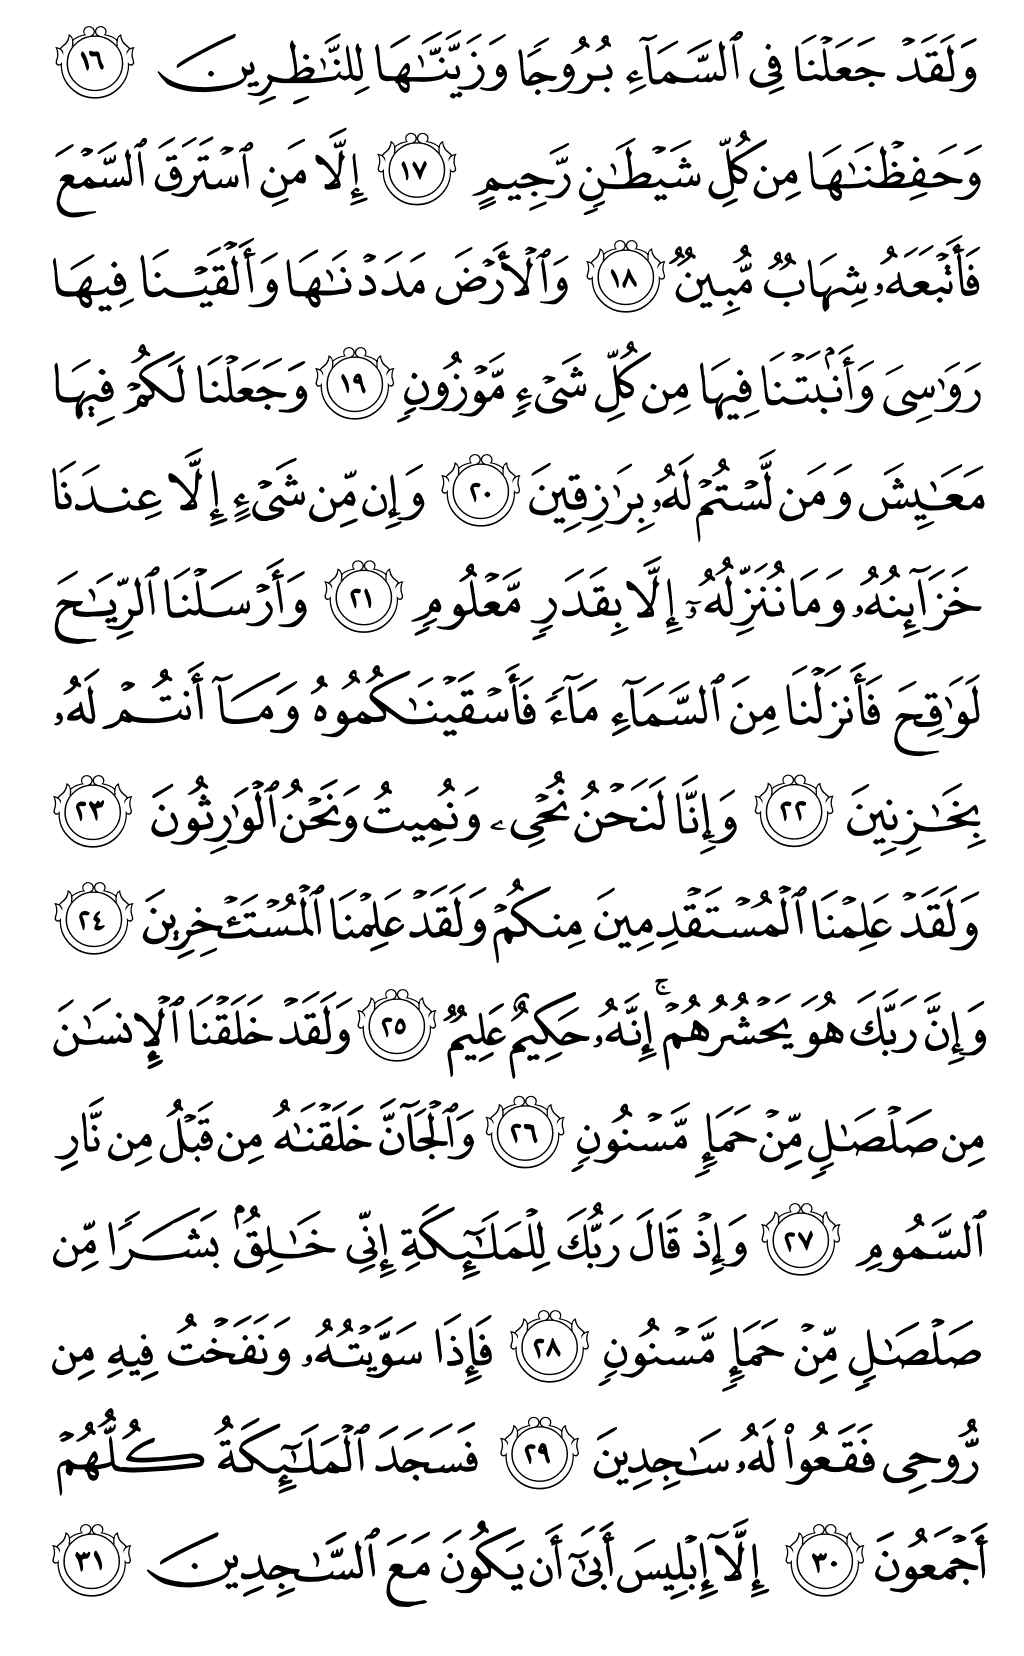 وَلَقَدْ جَعَلْنَا فِي ٱلسَّمَآءِ بُرُوجًا وَزَيَّنَّٰهَا لِلنَّٰظِرِينَ ١٦
وَحَفِظْنَٰهَا مِن كُلِّ شَيْطَٰنٍ رَّجِيمٍ ١٧ إِلَّا مَنِ ٱسْتَرَقَ ٱلسَّمْعَ
فَأَتْبَعَهُۥ شِهَابٌ مُّبِينٌ ١٨ وَٱلْأَرْضَ مَدَدْنَٰهَا وَأَلْقَيْنَا فِيهَا
رَوَٰسِىَ وَأَنۢبَتْنَا فِيهَا مِن كُلِّ شَىْءٍ مَّوْزُونٍ ١٩ وَجَعَلْنَا لَكُمْ فِيهَا
مَعَٰيِشَ وَمَن لَّسْتُمْ لَهُۥ بِرَٰزِقِينَ ٢٠ وَإِن مِّن شَىْءٍ إِلَّا عِندَنَا
خَزَآئِنُهُۥ وَمَا نُنَزِّلُهُۥٓ إِلَّا بِقَدَرٍ مَّعْلُومٍ ٢١ وَأَرْسَلْنَا ٱلرِّيَٰحَ
لَوَٰقِحَ فَأَنزَلْنَا مِنَ ٱلسَّمَآءِ مَآءً فَأَسْقَيْنَٰكُمُوهُ وَمَآ أَنتُمْ لَهُۥ
بِخَٰزِنِينَ ٢٢ وَإِنَّا لَنَحْنُ نُحْىِۦ وَنُمِيتُ وَنَحْنُ ٱلْوَٰرِثُونَ ٢٣
وَلَقَدْ عَلِمْنَا ٱلْمُسْتَقْدِمِينَ مِنكُمْ وَلَقَدْ عَلِمْنَا ٱلْمُسْتَـْٔخِرِينَ ٢٤
وَإِنَّ رَبَّكَ هُوَ يَحْشُرُهُمْ ۚ إِنَّهُۥ حَكِيمٌ عَلِيمٌ ٢٥ وَلَقَدْ خَلَقْنَا ٱلْإِنسَٰنَ
مِن صَلْصَٰلٍ مِّنْ حَمَإٍ مَّسْنُونٍ ٢٦ وَٱلْجَآنَّ خَلَقْنَٰهُ مِن قَبْلُ مِن نَّارِ
ٱلسَّمُومِ ٢٧ وَإِذْ قَالَ رَبُّكَ لِلْمَلَٰٓئِكَةِ إِنِّى خَٰلِقٌۢ بَشَرًا مِّن
صَلْصَٰلٍ مِّنْ حَمَإٍ مَّسْنُونٍ ٢٨ فَإِذَا سَوَّيْتُهُۥ وَنَفَخْتُ فِيهِ مِن
رُّوحِى فَقَعُوا۟ لَهُۥ سَٰجِدِينَ ٢٩ فَسَجَدَ ٱلْمَلَٰٓئِكَةُ كُلُّهُمْ
أَجْمَعُونَ ٣٠ إِلَّآ إِبْلِيسَ أَبَىٰٓ أَن يَكُونَ مَعَ ٱلسَّٰجِدِينَ ٣١